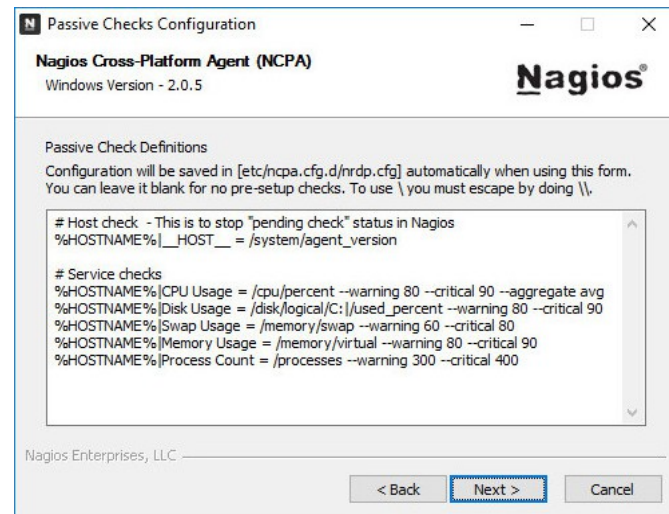 N Passive Checks Configuration
Nagios Cross-Platform Agent (NCPA)
Windows Version - 2.0.5
Nagios®
Passive Check Definitions
Configuration will be saved in [etc/ncpa.cfg.d/nrdp.cfg] automatically when using this form.
You can leave it blank for no pre-setup checks. To use \ you must escape by doing \\.
# Host check - This is to stop "pending check" status in Nagios
%HOSTNAME%|__HOST__ = /system/agent_version
# Service checks
%HOSTNAME%|CPU Usage = /cpu/percent --warning 80 --critical 90 --aggregate avg
%HOSTNAME%|Disk Usage = /disk/logical/C:|/used_percent --warning 80 --critical 90
%HOSTNAME%|Swap Usage = /memory/swap --warning 60 --critical 80
%HOSTNAME%|Memory Usage = /memory/virtual --warning 80 --critical 90
%HOSTNAME%|Process Count = /processes --warning 300 --critical 400
Nagios Enterprises, LLC
< Back Next > Cancel